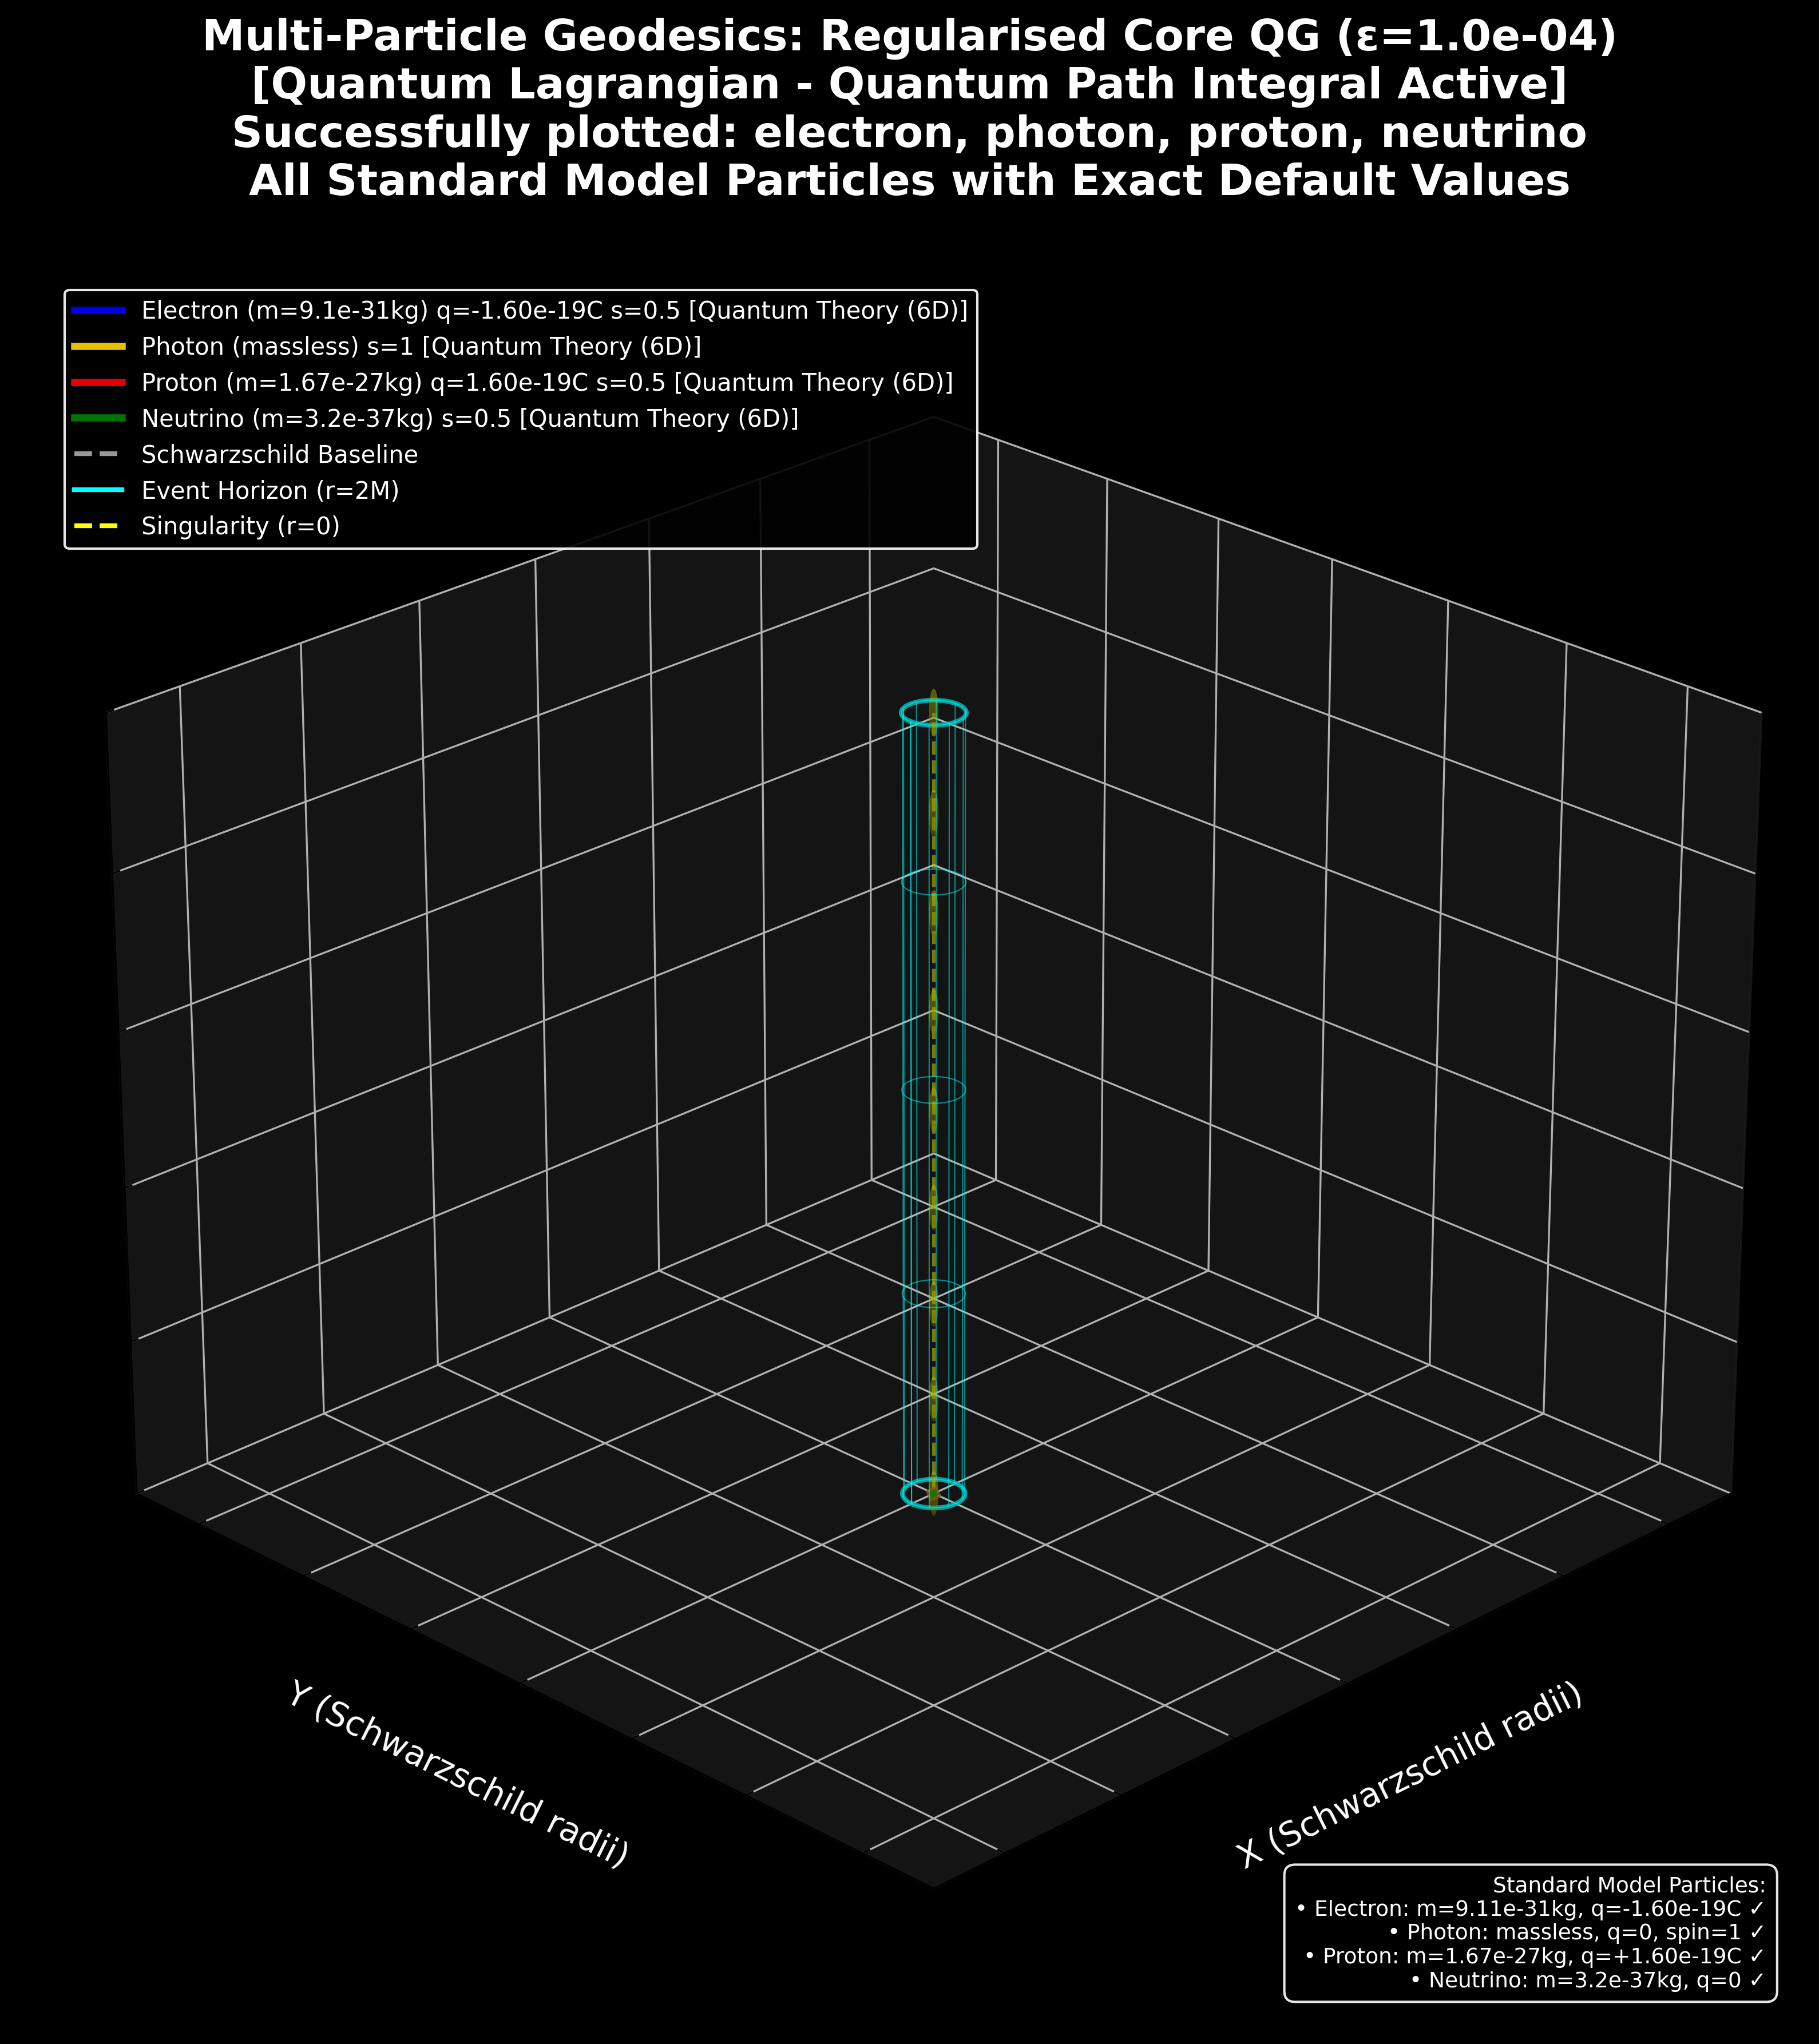 Multi-Particle Geodesics: Regularised Core QG (ε=1.0e-04)
[Quantum Lagrangian - Quantum Path Integral Active]
Successfully plotted: electron, photon, proton, neutrino
All Standard Model Particles with Exact Default Values
Electron (m=9.1e-31kg) q=-1.60e-19C s=0.5 [Quantum Theory (6D)]
Photon (massless) s=1 [Quantum Theory (6D)]
Proton (m=1.67e-27kg) q=1.60e-19C s=0.5 [Quantum Theory (6D)]
Neutrino (m=3.2e-37kg) s=0.5 [Quantum Theory (6D)]
Schwarzschild Baseline
Event Horizon (r=2M)
Singularity (r=0)
Y (Schwarzschild radii)
X (Schwarzschild radii)
Standard Model Particles:
• Electron: m=9.11e-31kg, q=-1.60e-19C ✓
• Photon: massless, q=0, spin=1 ✓
• Proton: m=1.67e-27kg, q=+1.60e-19C ✓
• Neutrino: m=3.2e-37kg, q=0 ✓